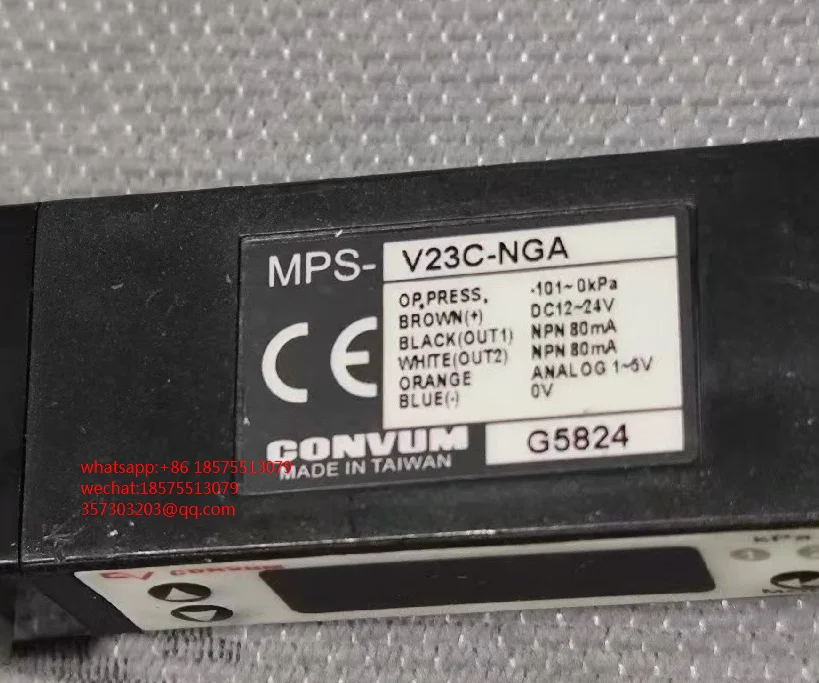 MPS- V23C-NGA
OP,PRESS, -101~0kPa
BROWN(+) DC12~24V
BLACK(OUT1) NPN 80mA
WHITE(OUT2) NPN 80mA
ORANGE ANALOG 1~5V
BLUE(-) 0V
CE
CONVUM G5824
MADE IN TAIWAN
whatsapp:+86 18575513079
wechat:18575513079
357303203@qq.com
CONVUM
kPa